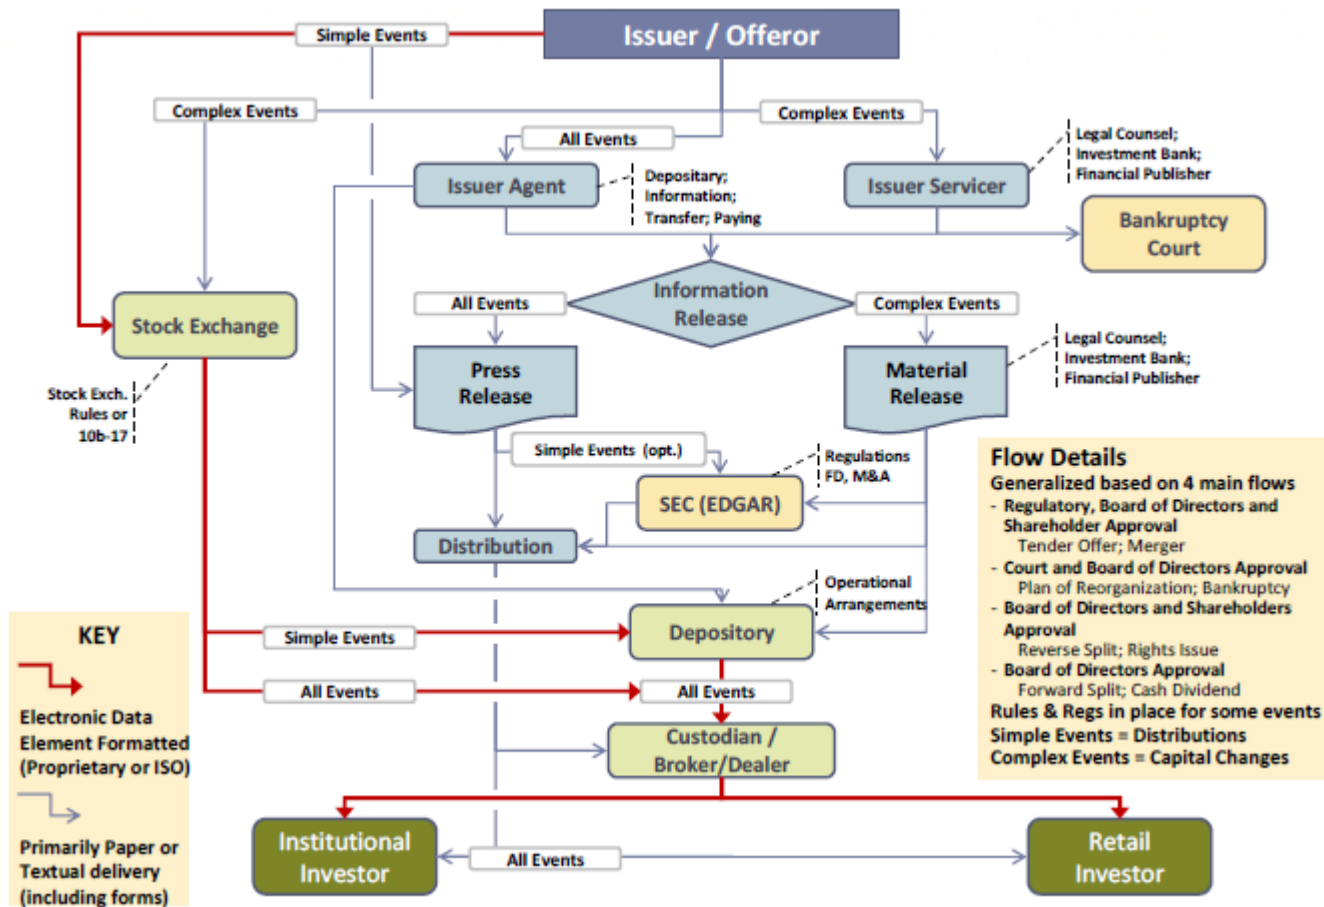 Simple Events
Issuer / Offeror
Complex Events
Complex Events
All Events
Legal Counsel;
Investment Bank;
Financial Publisher
Issuer Agent
Depositary;
Information;
Transfer; Paying
Issuer Servicer
Bankruptcy
Court
Information
Release
All Events
Complex Events
Stock Exchange
Press
Release
Material
Release
Legal Counsel;
Investment Bank;
Financial Publisher
Stock Exch.
Rules or
10b-17
Simple Events (opt.)
Regulations
FD, M&A
SEC (EDGAR)
Distribution
Operational
Arrangements
Simple Events
Depository
All Events
All Events
Custodian /
Broker/Dealer
Institutional
Investor
All Events
Retail
Investor
KEY
Electronic Data
Element Formatted
(Proprietary or ISO)
Primarily Paper or
Textual delivery
(including forms)
Flow Details
Generalized based on 4 main flows
- Regulatory, Board of Directors and
Shareholder Approval
Tender Offer; Merger
- Court and Board of Directors Approval
Plan of Reorganization; Bankruptcy
- Board of Directors and Shareholders
Approval
Reverse Split; Rights Issue
- Board of Directors Approval
Forward Split; Cash Dividend
Rules & Regs in place for some events
Simple Events = Distributions
Complex Events = Capital Changes